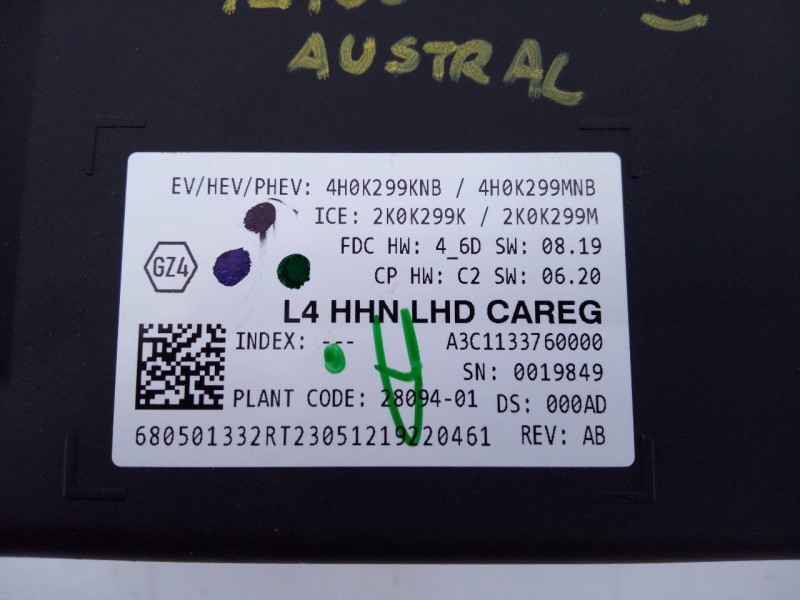 AUSTRAL
EV/HEV/PHEV: 4H0K299KNB / 4H0K299MNB
ICE: 2K0K299K / 2K0K299M
FDC HW: 4_6D SW: 08.19
GZ4
CP HW: C2 SW: 06.20
L4 HHN LHD CAREG
INDEX: --- A3C1133760000
SN: 0019849
PLANT CODE: 28094-01 DS: 000AD
680501332RT23051219220461 REV: AB